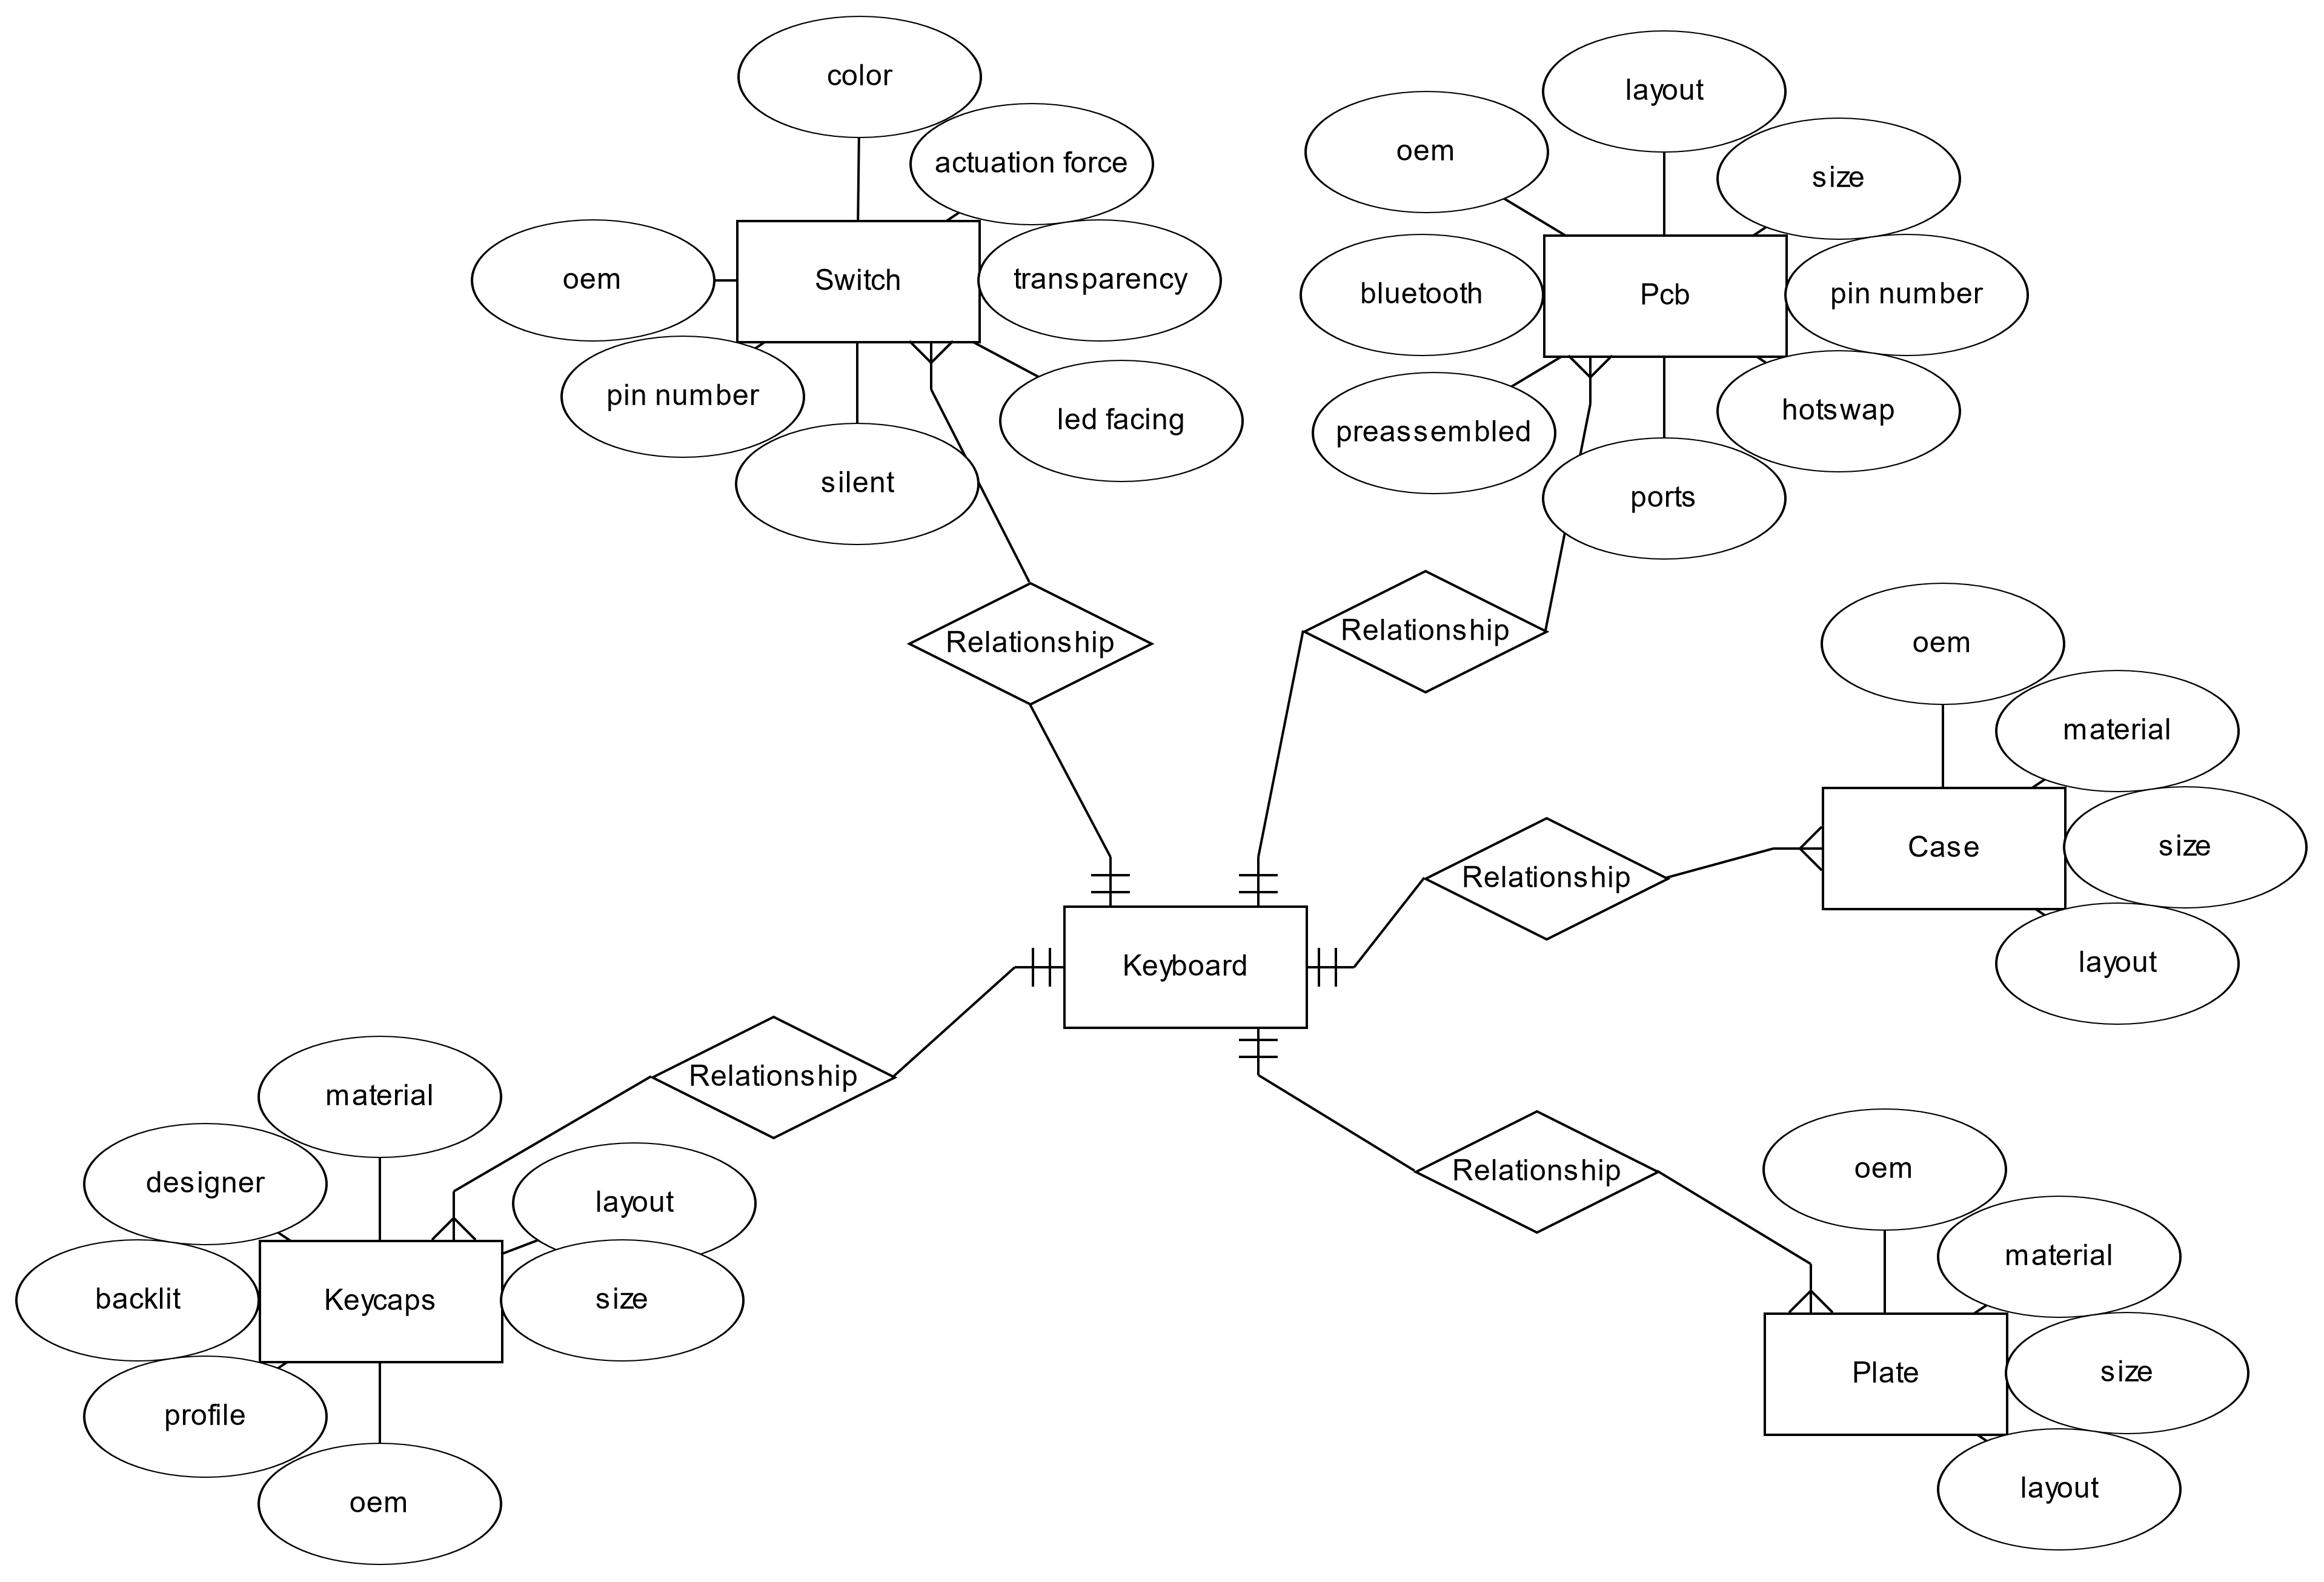 color
layout
oem
actuation force
size
oem
Switch
transparency
bluetooth
Pcb
pin number
pin number
led facing
preassembled
hotswap
silent
ports
Relationship
Relationship
oem
material
Relationship
Case
size
Keyboard
layout
Relationship
material
designer
layout
Relationship
oem
material
backlit
Keycaps
size
Plate
size
profile
oem
layout